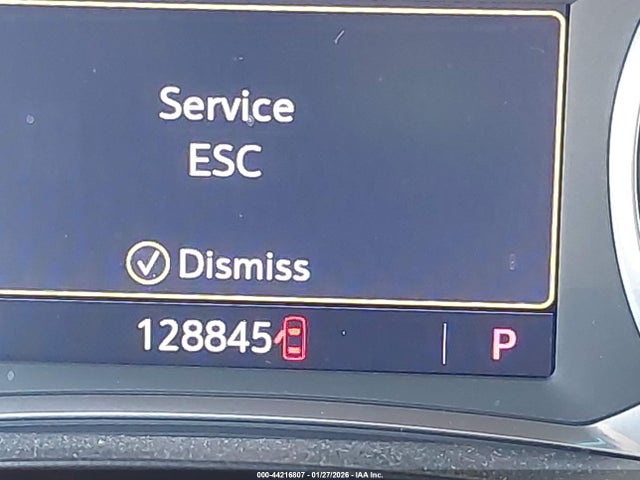 Service
ESC
Dismiss
128845
P
000-44216807 - 01/27/2026 - IAA Inc.